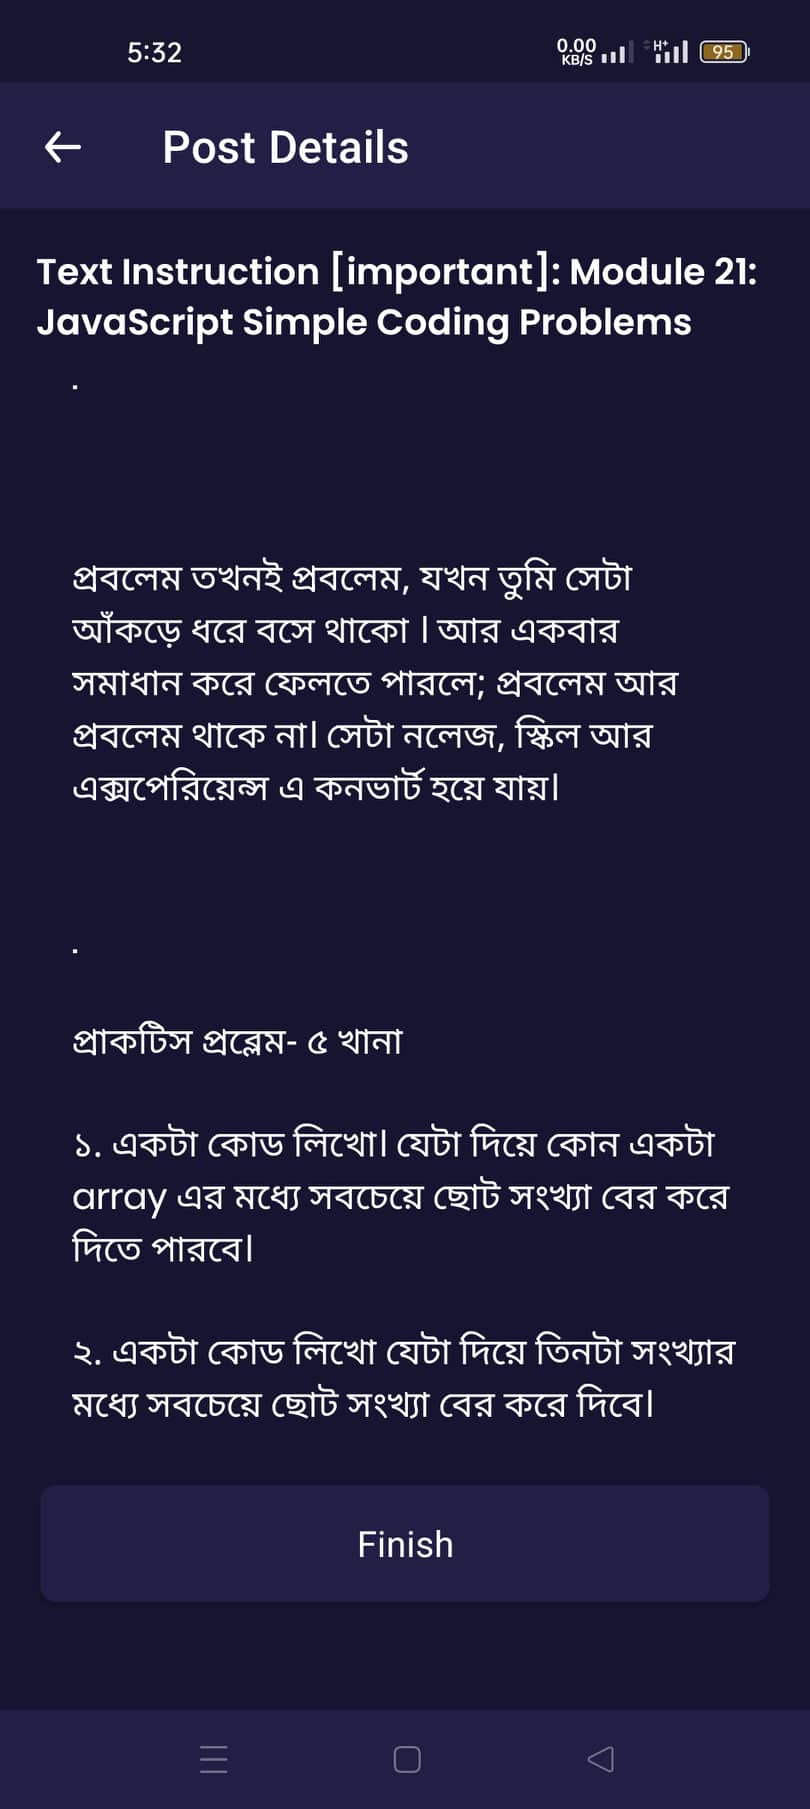 5:32
0.00 KB/S H+ 95
Post Details
Text Instruction [important]: Module 21:
JavaScript Simple Coding Problems
.
প্রবলেম তখনই প্রবলেম, যখন তুমি সেটা
আঁকড়ে ধরে বসে থাকো । আর একবার
সমাধান করে ফেলতে পারলে; প্রবলেম আর
প্রবলেম থাকে না। সেটা নলেজ, স্কিল আর
এক্সপেরিয়েন্স এ কনভার্ট হয়ে যায়।
.
প্রাকটিস প্রব্লেম- ৫ খানা
১. একটা কোড লিখো। যেটা দিয়ে কোন একটা
array এর মধ্যে সবচেয়ে ছোট সংখ্যা বের করে
দিতে পারবে।
২. একটা কোড লিখো যেটা দিয়ে তিনটা সংখ্যার
মধ্যে সবচেয়ে ছোট সংখ্যা বের করে দিবে।
Finish